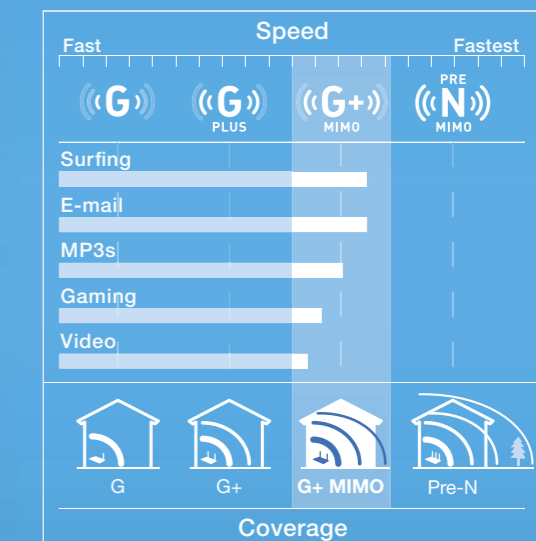 Speed
Fast Fastest
G G PLUS G+ MIMO PRE N MIMO
Surfing
E-mail
MP3s
Gaming
Video
G G+ G+ MIMO Pre-N
Coverage